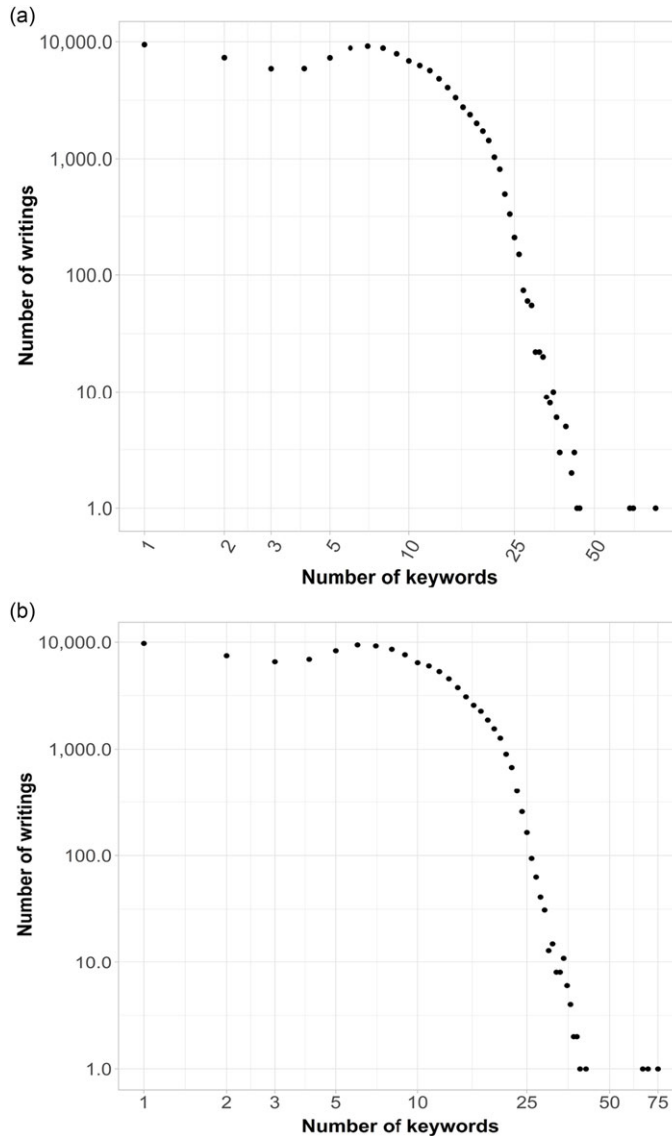 (a)
10,000.0
1,000.0
100.0
10.0
1.0
Number of writings
1 2 3 5 10 25 50
Number of keywords
(b)
10,000.0
1,000.0
100.0
10.0
1.0
Number of writings
1 2 3 5 10 25 50 75
Number of keywords